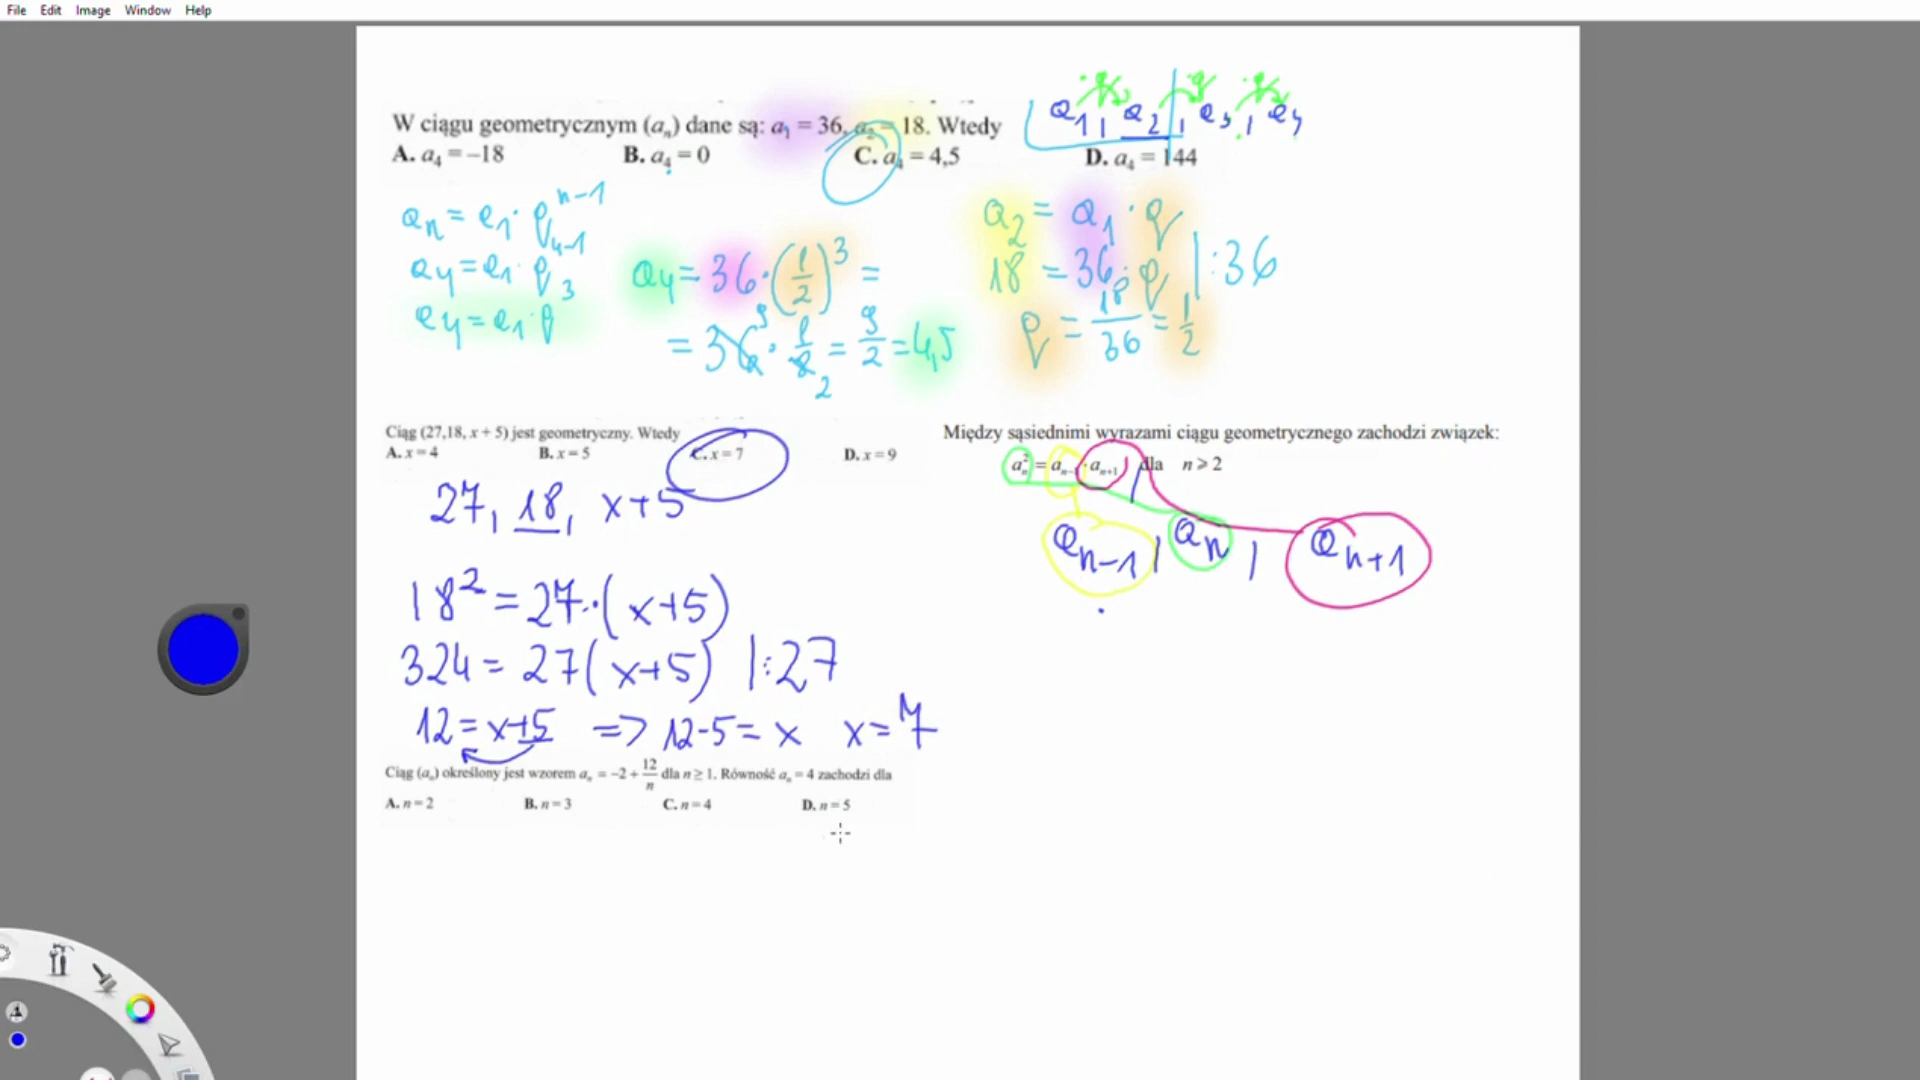 File Edit Image Window Help
a1, a2, a3, a4
W ciągu geometrycznym (aₙ) dane są: a₁ = 36, a₂ = 18. Wtedy
A. a₄ = −18 B. a₄ = 0 C. a₄ = 4,5 D. a₄ = 144
aₙ = a₁ · qⁿ⁻¹
a₄ = a₁ · q⁴⁻¹
a₄ = a₁ · q³
a₄ = 36 · (1/2)³ =
= 36 · 1/8 = 9/2 = 4,5
a₂ = a₁ · q
18 = 36 · q |:36
q = 18/36 = 1/2
Ciąg (27,18, x + 5) jest geometryczny. Wtedy
A. x = 4 B. x = 5 C. x = 7 D. x = 9
27, 18, x+5
18² = 27 · (x+5)
324 = 27(x+5) |:27
12 = x+5 => 12-5 = x x = 7
Między sąsiednimi wyrazami ciągu geometrycznego zachodzi związek:
aₙ² = aₙ₋₁ · aₙ₊₁ dla n ⩾ 2
aₙ₋₁, aₙ, aₙ₊₁
Ciąg (aₙ) określony jest wzorem aₙ = −2 + 12/n dla n ≥ 1. Równość aₙ = 4 zachodzi dla
A. n = 2 B. n = 3 C. n = 4 D. n = 5